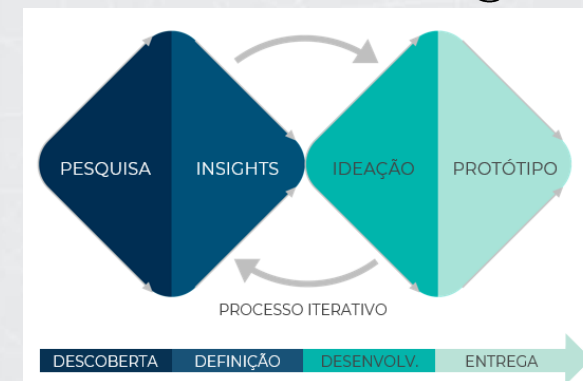 PESQUISA INSIGHTS IDEAÇÃO PROTÓTIPO
PROCESSO ITERATIVO
DESCOBERTA DEFINIÇÃO DESENVOLV. ENTREGA